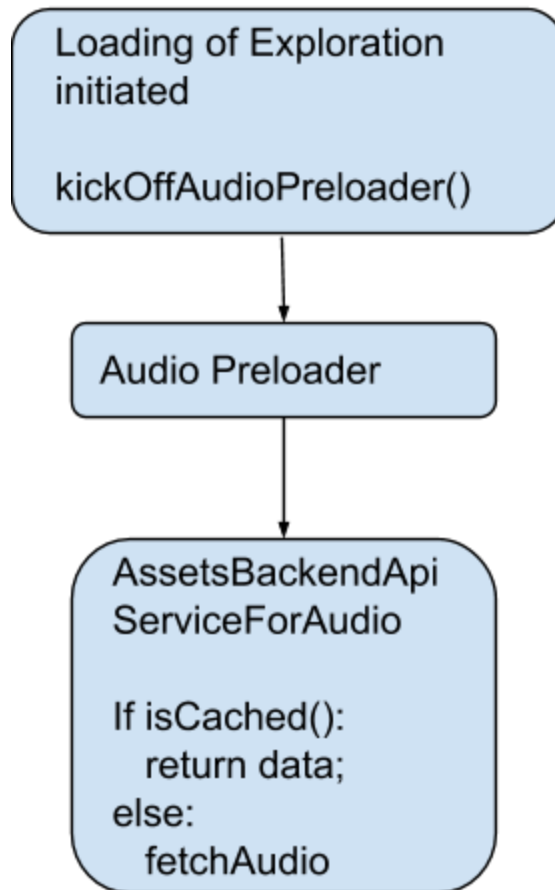 Loading of Exploration
initiated
kickOffAudioPreloader()
Audio Preloader
AssetsBackendApi
ServiceForAudio
If isCached():
return data;
else:
fetchAudio